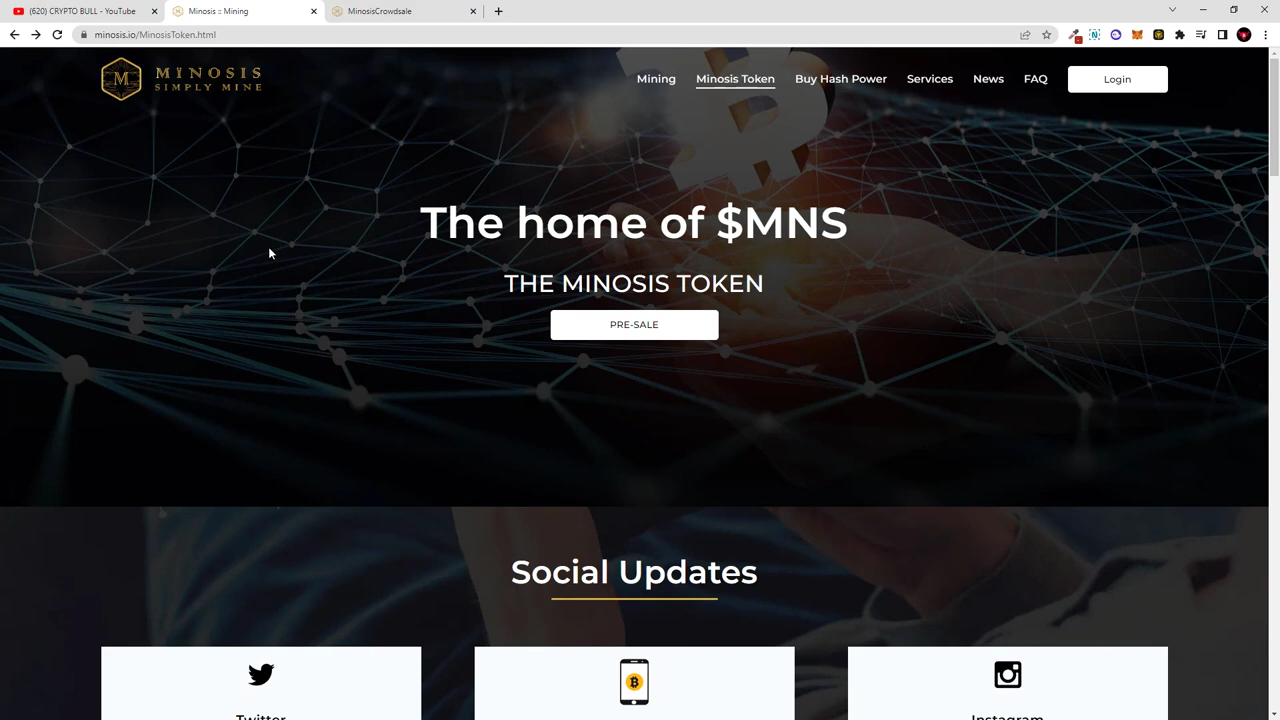 (620) CRYPTO BULL - YouTube
Minosis :: Mining
MinosisCrowdsale
minosis.io/MinosisToken.html
MINOSIS
SIMPLY MINE
Mining
Minosis Token
Buy Hash Power
Services
News
FAQ
Login
The home of $MNS
THE MINOSIS TOKEN
PRE-SALE
Social Updates
Twitter
Instagram